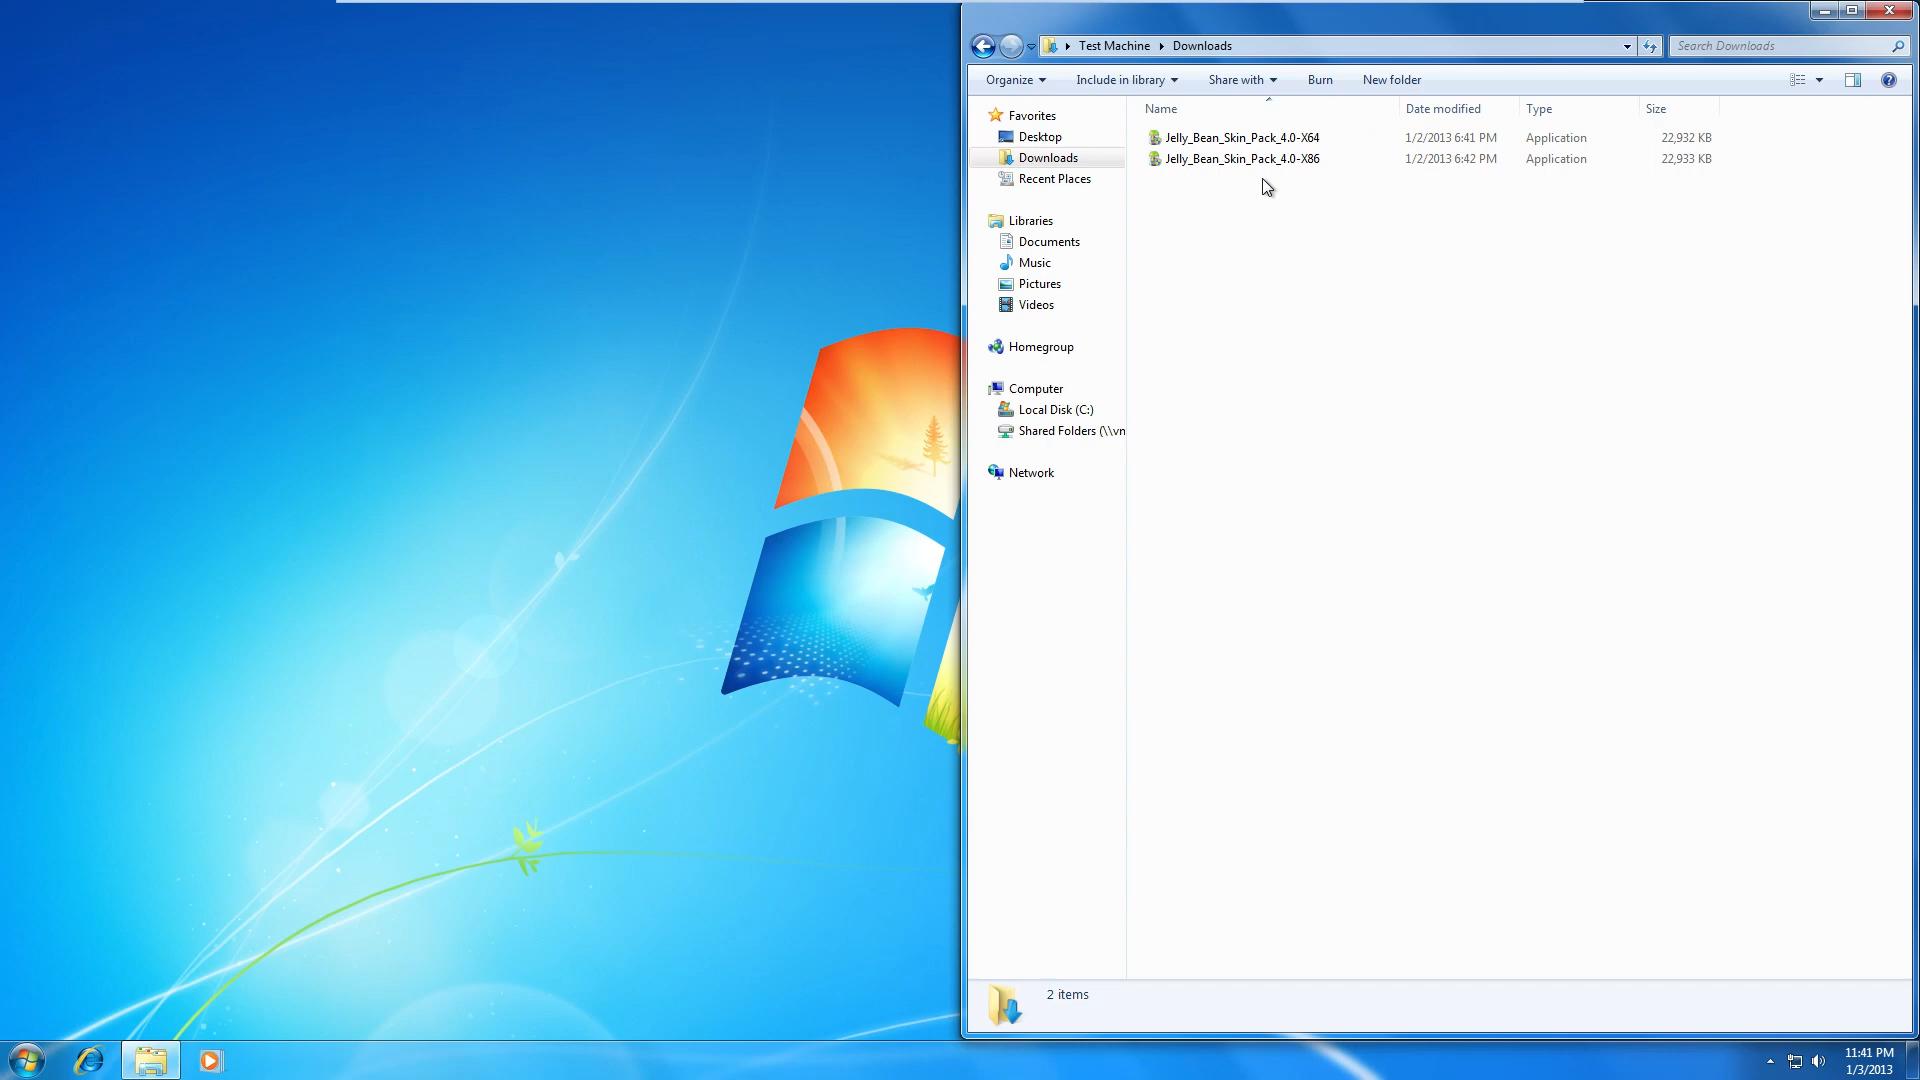 Test Machine Downloads
Search Downloads
Organize Include in library Share with Burn New folder
Name Date modified Type Size
Favorites
Desktop
Downloads
Recent Places
Libraries
Documents
Music
Pictures
Videos
Homegroup
Computer
Local Disk (C:)
Shared Folders (\\vn
Network
Jelly_Bean_Skin_Pack_4.0-X64 1/2/2013 6:41 PM Application 22,932 KB
Jelly_Bean_Skin_Pack_4.0-X86 1/2/2013 6:42 PM Application 22,933 KB
2 items
11:41 PM
1/3/2013